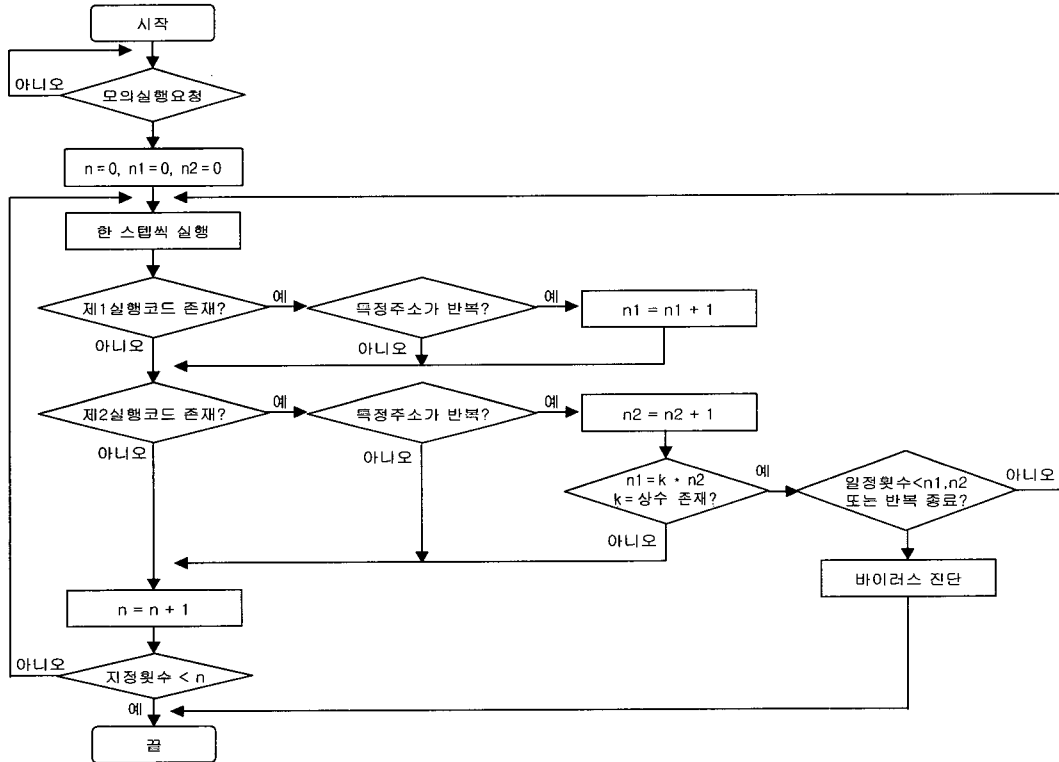 시작
아니오
모의실행요청
n=0, n1=0, n2=0
한 스텝씩 실행
제1실행코드 존재?
예
특정주소가 반복?
예
n1 = n1 + 1
아니오
아니오
제2실행코드 존재?
예
특정주소가 반복?
예
n2 = n2 + 1
아니오
아니오
n1=k * n2
k=상수 존재?
예
일정횟수<n1,n2
또는 반복 종료?
아니오
아니오
바이러스 진단
n = n + 1
아니오
지정횟수 < n
예
끝